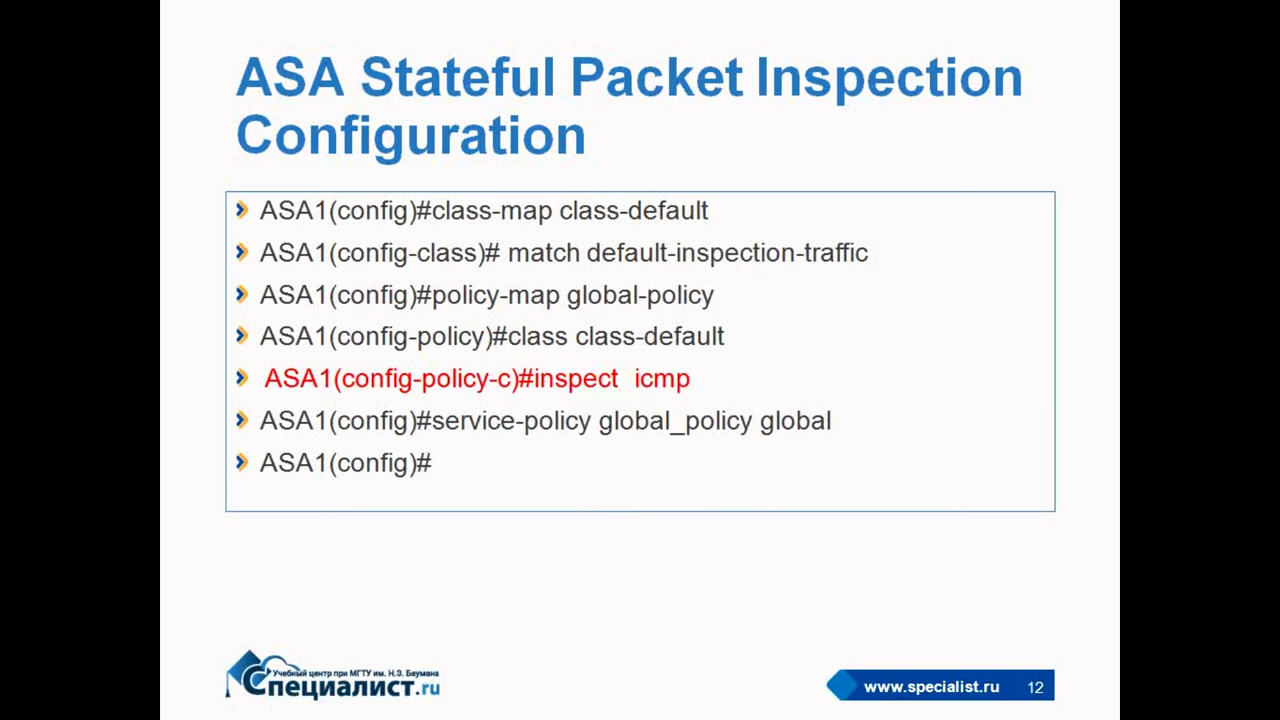 ASA Stateful Packet Inspection
Configuration
ASA1(config)#class-map class-default
ASA1(config-class)# match default-inspection-traffic
ASA1(config)#policy-map global-policy
ASA1(config-policy)#class class-default
ASA1(config-policy-c)#inspect  icmp
ASA1(config)#service-policy global_policy global
ASA1(config)#
Учебный центр при МГТУ им. Н.Э. Баумана
Специалист.ru
www.specialist.ru 12